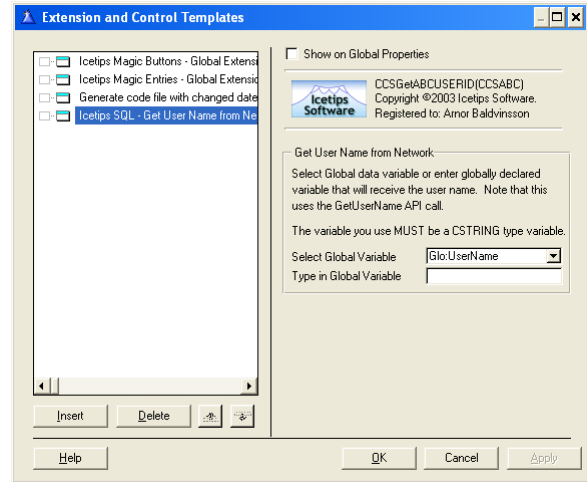 Extension and Control Templates
Icetips Magic Buttons - Global Extensi
Icetips Magic Entries - Global Extensic
Generate code file with changed date
Icetips SQL - Get User Name from Ne
Insert
Delete
Show on Global Properties
Icetips
Software
CCSGetABCUSERID(CCSABC)
Copyright ©2003 Icetips Software.
Registered to: Arnor Baldvinsson
Get User Name from Network
Select Global data variable or enter globally declared
variable that will receive the user name. Note that this
uses the GetUserName API call.
The variable you use MUST be a CSTRING type variable.
Select Global Variable Glo:UserName
Type in Global Variable
Help
OK
Cancel
Apply